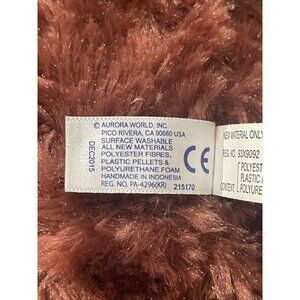 © AURORA WORLD, INC.
PICO RIVERA, CA 90660 USA
SURFACE WASHABLE
ALL NEW MATERIALS
POLYESTER FIBRES,
PLASTIC PELLETS &
POLYURETHANE FOAM
HANDMADE IN INDONESIA
REG. NO. PA-4296(KR) 215170
DEC2015
CE
NEW MATERIAL ONLY
REG. NO. 93X9092
POLYES
PLASTIC
CONTENT POLYURE